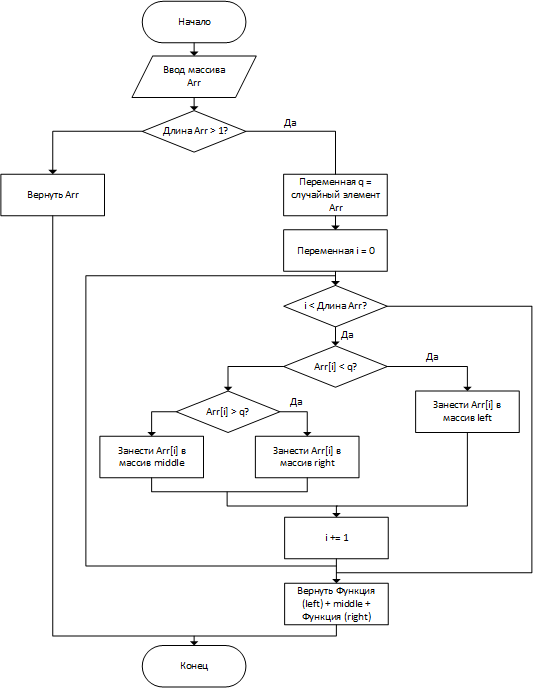 Начало
Ввод массива
Arr
Длина Arr > 1?
Да
Вернуть Arr
Переменная q =
случайный элемент
Arr
Переменная i = 0
i < Длина Arr?
Да
Arr[i] < q?
Да
Занести Arr[i] в
массив left
Arr[i] > q?
Да
Занести Arr[i] в
массив middle
Занести Arr[i] в
массив right
i += 1
Вернуть Функция
(left) + middle +
Функция (right)
Конец